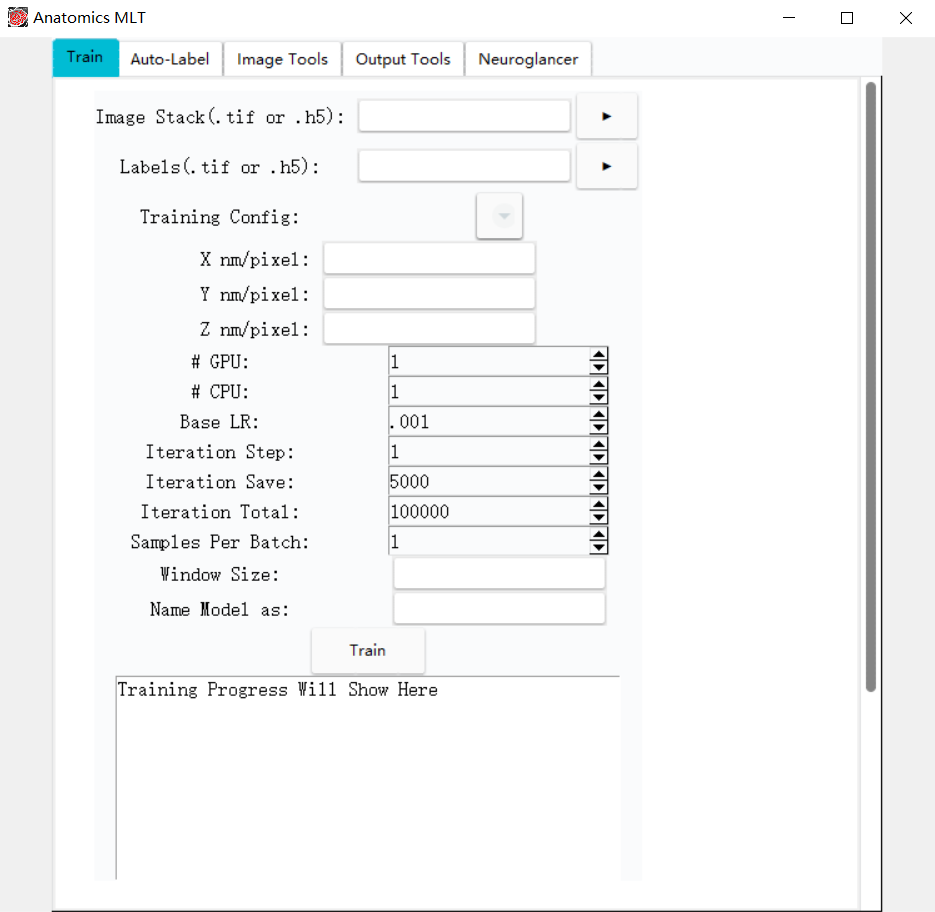 Anatomics MLT
Train Auto-Label Image Tools Output Tools Neuroglancer
Image Stack(.tif or .h5):
Labels(.tif or .h5):
Training Config:
X nm/pixel:
Y nm/pixel:
Z nm/pixel:
# GPU: 1
# CPU: 1
Base LR: .001
Iteration Step: 1
Iteration Save: 5000
Iteration Total: 100000
Samples Per Batch: 1
Window Size:
Name Model as:
Train
Training Progress Will Show Here